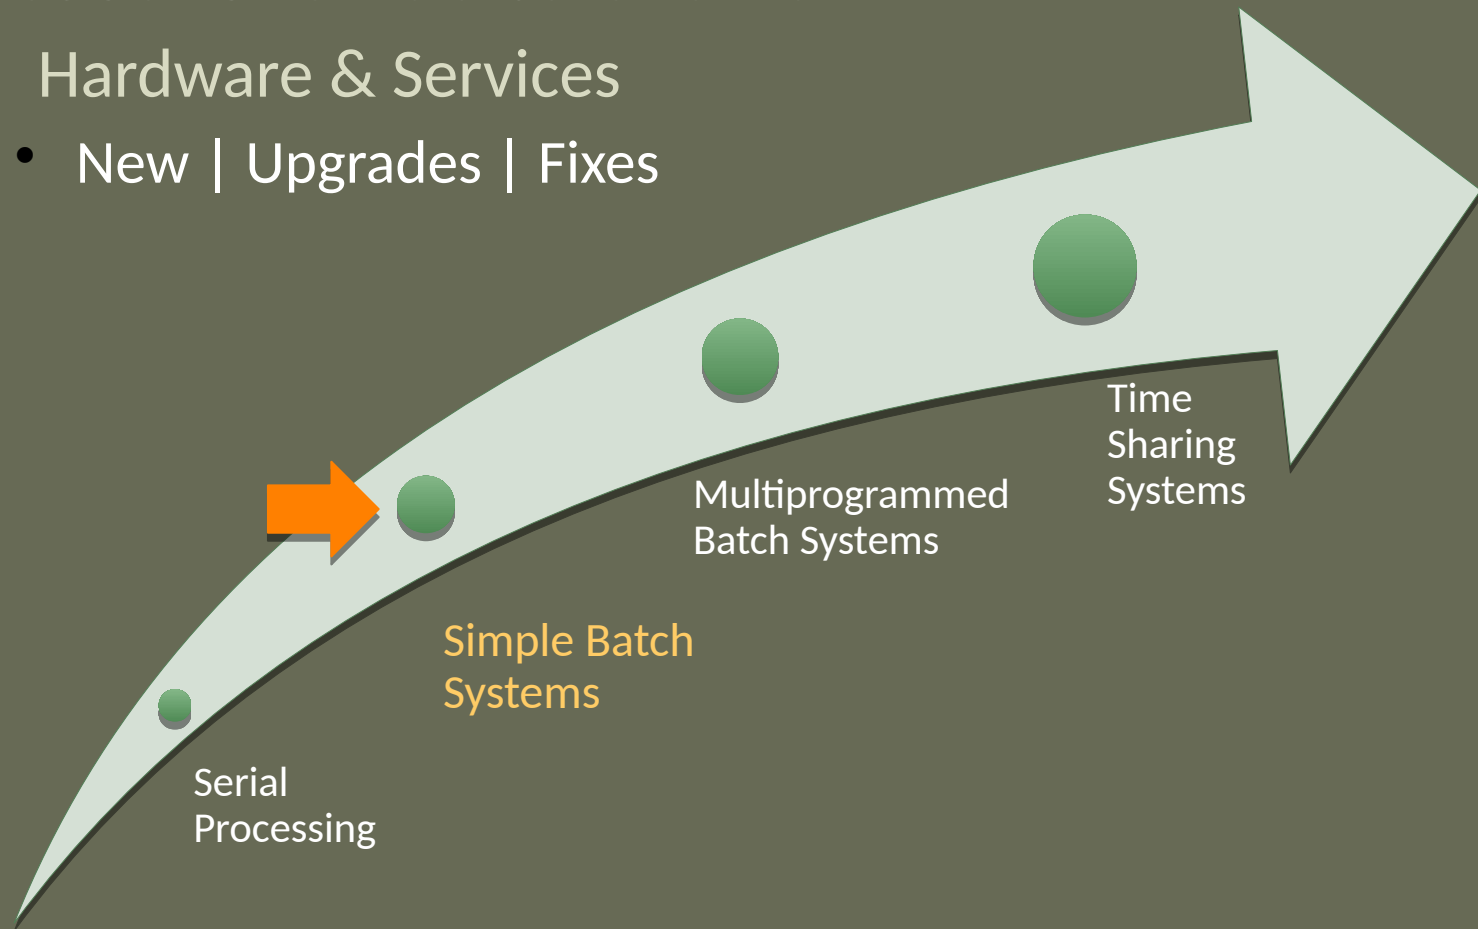 Hardware & Services
• New | Upgrades | Fixes
Time
Sharing
Systems
Multiprogrammed
Batch Systems
Simple Batch
Systems
Serial
Processing